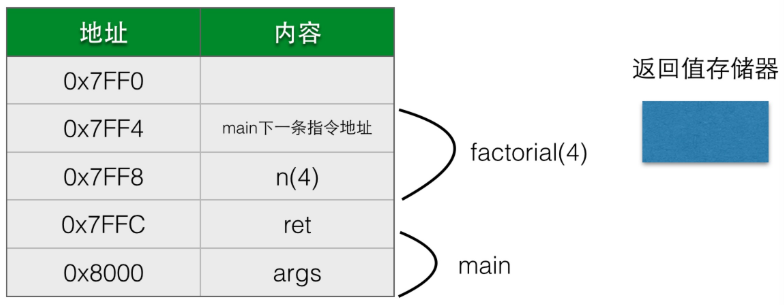 地址 内容
返回值存储器
0x7FF0
0x7FF4 main下一条指令地址
factorial(4)
0x7FF8 n(4)
0x7FFC ret
main
0x8000 args